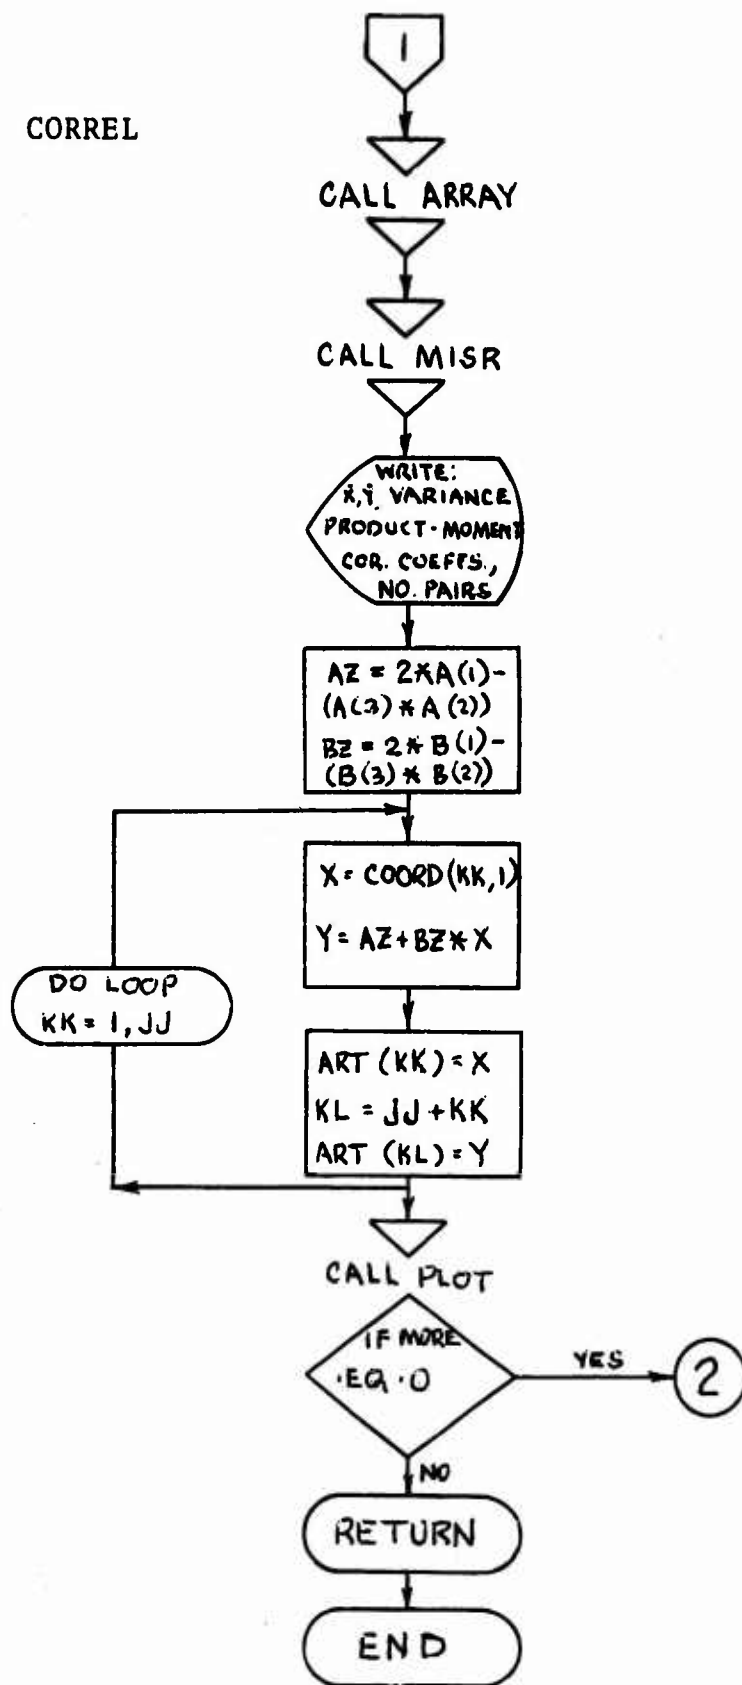 1
CORREL
CALL ARRAY
CALL MISR
WRITE:
Ẋ,Ẏ VARIANCE
PRODUCT-MOMENT
COR. COEFFS.,
NO. PAIRS
AZ = 2*A(1)-
(A(3)*A(2))
BZ = 2*B(1)-
(B(3)*B(2))
X = COORD(KK,1)
Y = AZ+BZ*X
DO LOOP
KK = 1, JJ
ART (KK) = X
KL = JJ + KK
ART (KL) = Y
CALL PLOT
IF MORE
.EQ.0
YES
2
NO
RETURN
END